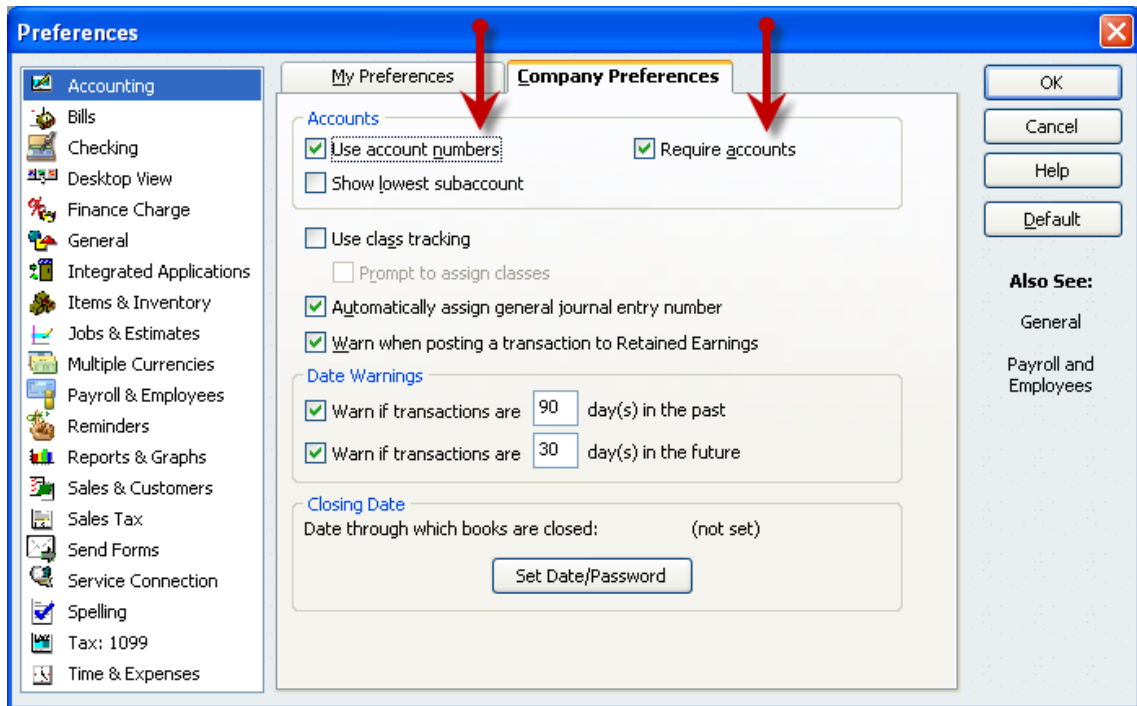 Preferences
Accounting
Bills
Checking
Desktop View
Finance Charge
General
Integrated Applications
Items & Inventory
Jobs & Estimates
Multiple Currencies
Payroll & Employees
Reminders
Reports & Graphs
Sales & Customers
Sales Tax
Send Forms
Service Connection
Spelling
Tax: 1099
Time & Expenses
My Preferences
Company Preferences
Accounts
Use account numbers
Require accounts
Show lowest subaccount
Use class tracking
Prompt to assign classes
Automatically assign general journal entry number
Warn when posting a transaction to Retained Earnings
Date Warnings
Warn if transactions are 90 day(s) in the past
Warn if transactions are 30 day(s) in the future
Closing Date
Date through which books are closed: (not set)
Set Date/Password
OK
Cancel
Help
Default
Also See:
General
Payroll and
Employees